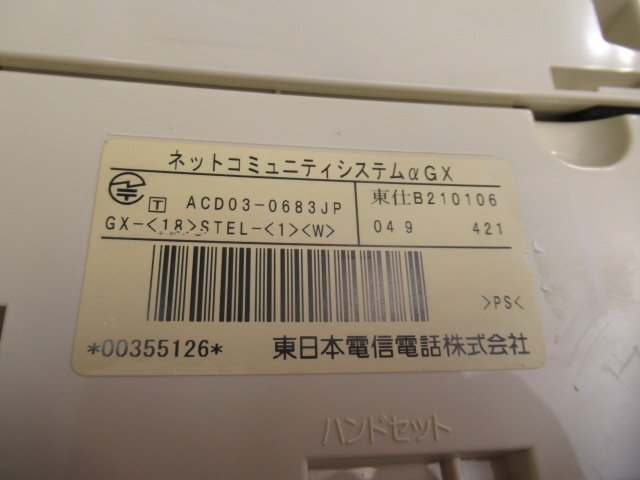 ネットコミュニティシステムαGX
T ACD03-0683JP
東仕B210106
GX-<18>STEL-<1><W>
049 421
>PS<
*00355126* 東日本電信電話株式会社
ハンドセット